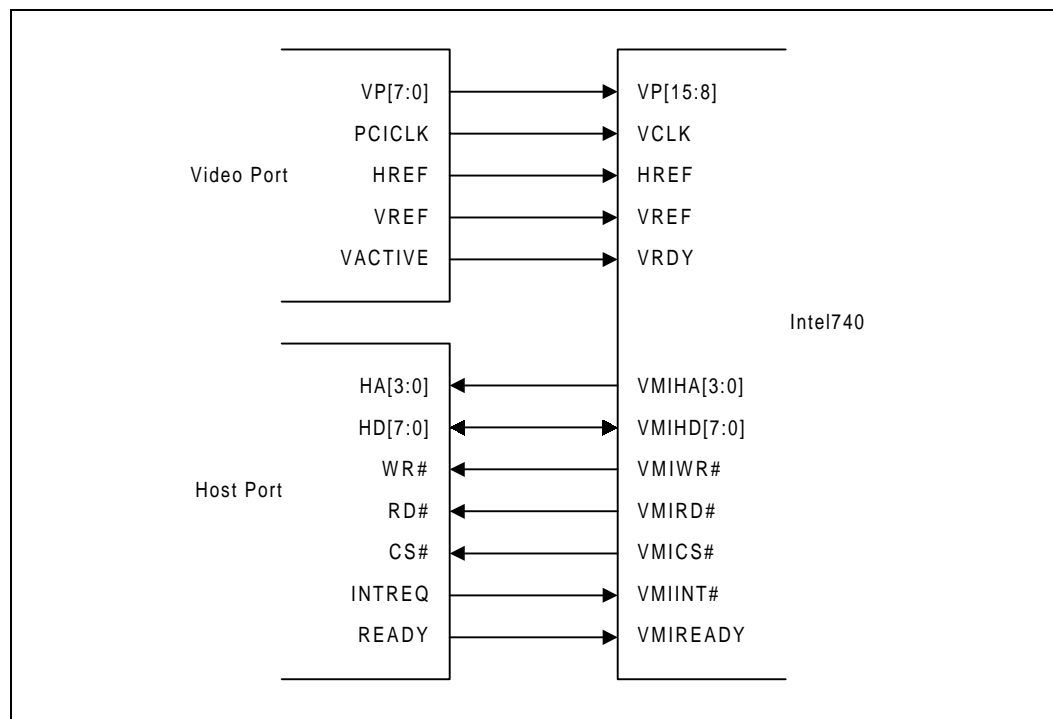 VP[7:0] VP[15:8]
PCICLK VCLK
Video Port HREF HREF
VREF VREF
VACTIVE VRDY
Intel740
HA[3:0] VMIHA[3:0]
HD[7:0] VMIHD[7:0]
WR# VMIWR#
Host Port
RD# VMIRD#
CS# VMICS#
INTREQ VMIINT#
READY VMIREADY